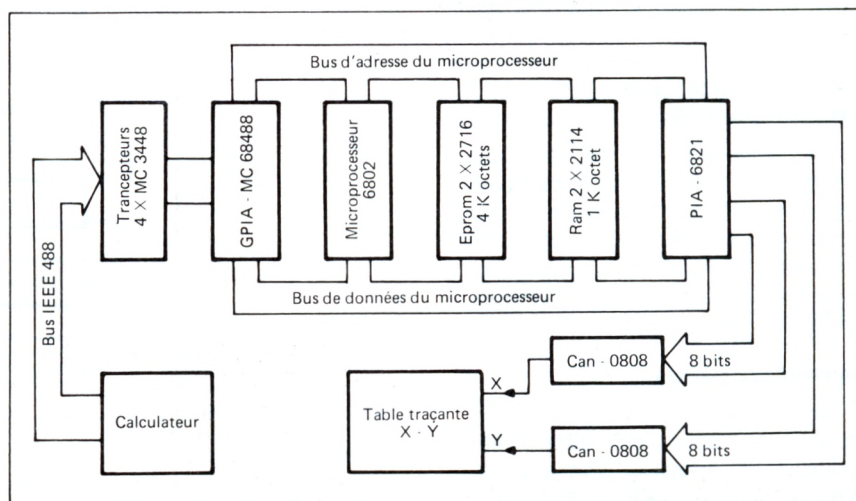 Bus d'adresse du microprocesseur
Trancepteurs
4 X MC 3448
GPIA - MC 68488
Microprocesseur
6802
Eprom 2 X 2716
4 K octets
Ram 2 X 2114
1 K octet
PIA - 6821
Bus IEEE 488
Bus de données du microprocesseur
Calculateur
Table traçante
X - Y
X
Y
Can - 0808
8 bits
Can - 0808
8 bits